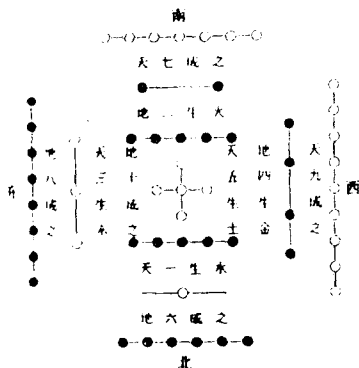 南
天七成之
地二生火
地八成之
天三生木
地十成之
天五生土
地四生金
天九成之
西
天一生水
地六成之
北